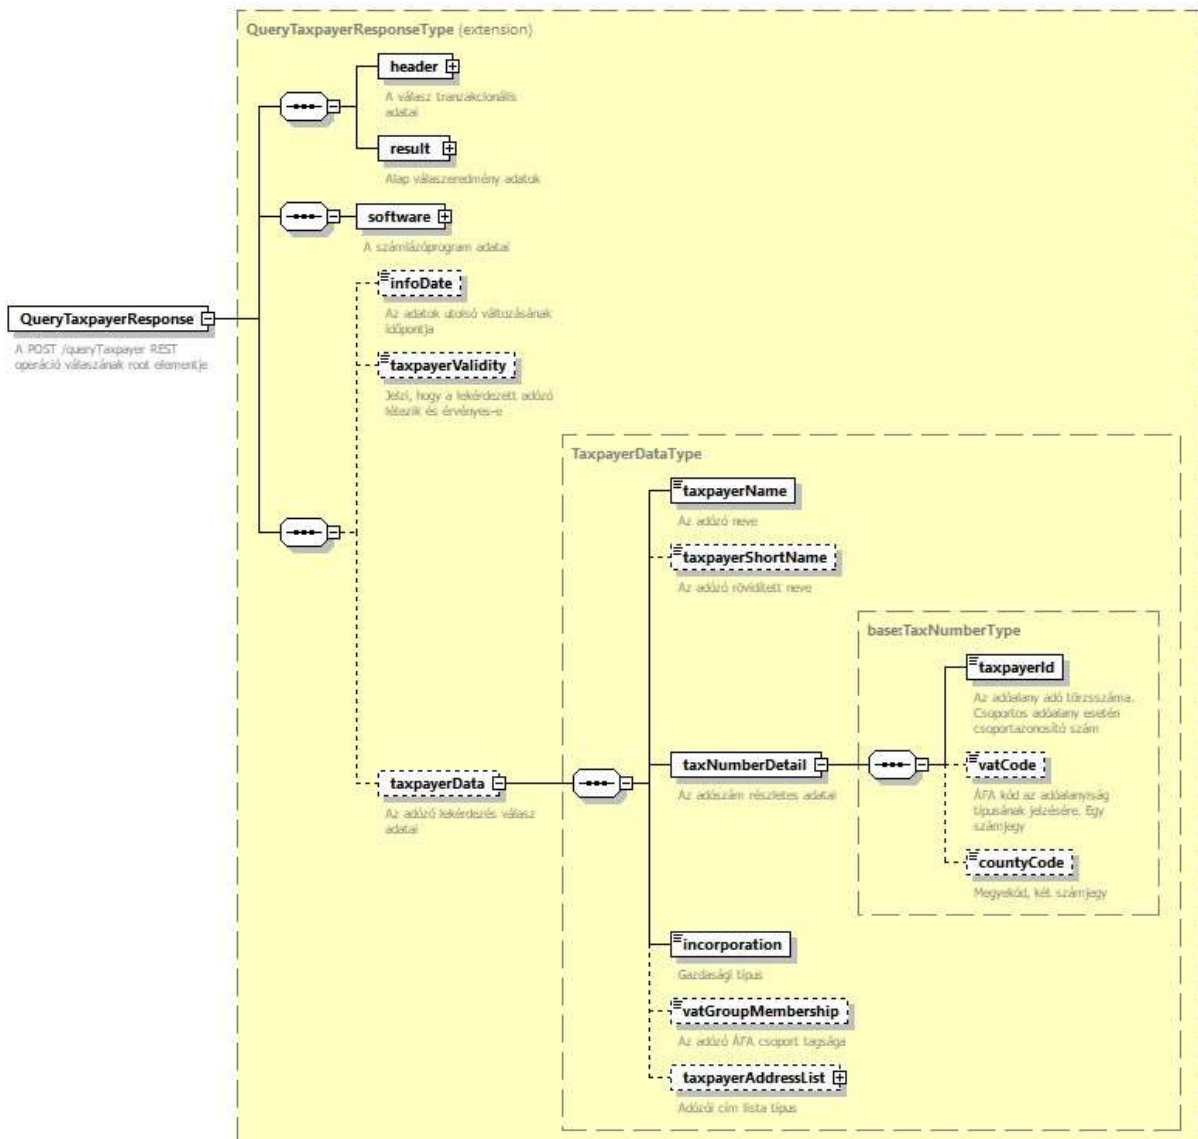 QueryTaxpayerResponseType (extension)
header
A válasz tranzakcionális
adatai
result
Alap válaszeredmény adatok
software
A számlázóprogram adatai
infoDate
Az adatok utolsó változásának
időpontja
QueryTaxpayerResponse
A POST /queryTaxpayer REST
operáció válaszának root elementje
taxpayerValidity
Jelzi, hogy a lekérdezett adózó
létezik és érvényes-e
TaxpayerDataType
taxpayerName
Az adózó neve
taxpayerShortName
Az adózó rövidített neve
base:TaxNumberType
taxpayerId
Az adóalany adó törzsszáma.
Csoportos adóalany esetén
csoportazonosító szám
taxNumberDetail
Az adószám részletes adatai
vatCode
ÁFA kód az adóalanyiság
típusának jelzésére. Egy
számjegy
taxpayerData
Az adózó lekérdezés válasz
adatai
countyCode
Megyekód, két számjegy
incorporation
Gazdasági típus
vatGroupMembership
Az adózó ÁFA csoport tagsága
taxpayerAddressList
Adózói cím lista típus